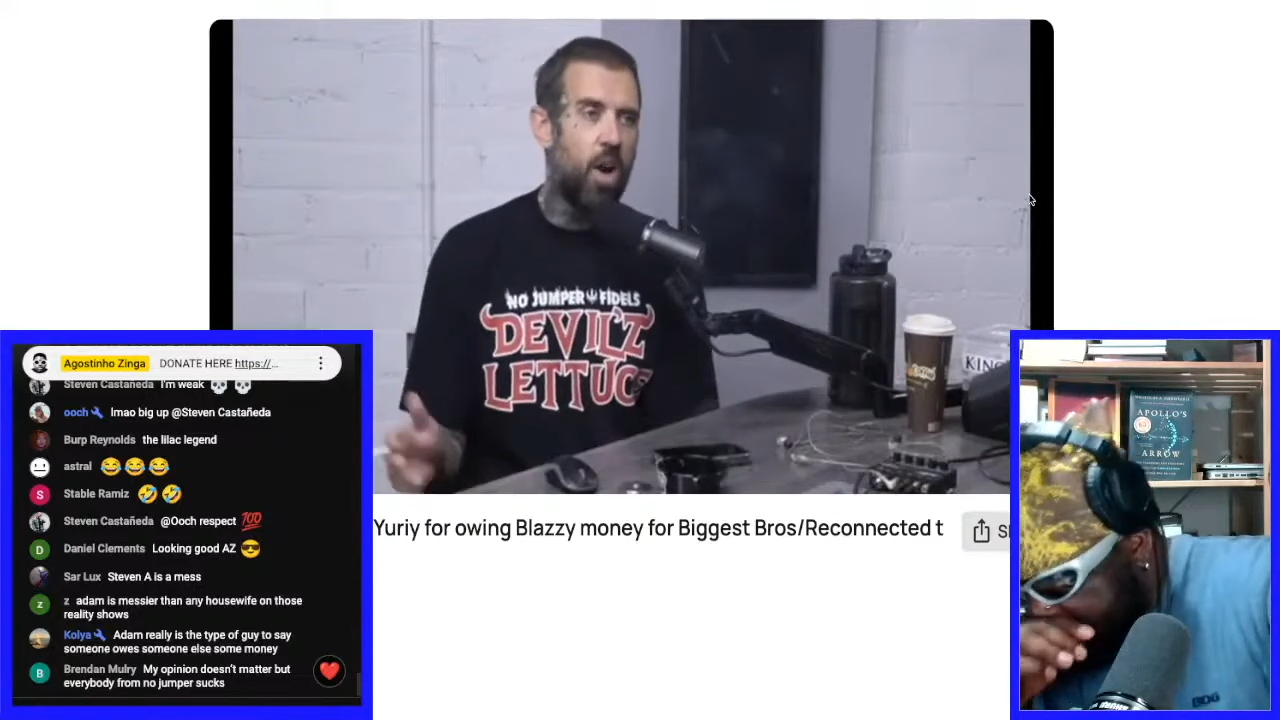 NO JUMPER FIDELS
DEVIL'Z
LETTUCE
KING
Yuriy for owing Blazzy money for Biggest Bros/Reconnected t
Agostinho Zinga DONATE HERE https://...
Steven Castañeda I'm weak 💀 💀
ooch lmao big up @Steven Castañeda
Burp Reynolds the lilac legend
astral 😂😂😂
Stable Ramiz 🤣🤣
Steven Castañeda @Ooch respect 💯
Daniel Clements Looking good AZ 😎
Sar Lux Steven A is a mess
z adam is messier than any housewife on those
reality shows
Kolya Adam really is the type of guy to say
someone owes someone else some money
Brendan Mulry My opinion doesn't matter but
everybody from no jumper sucks
S
D
z
B
APOLLO'S
ARROW